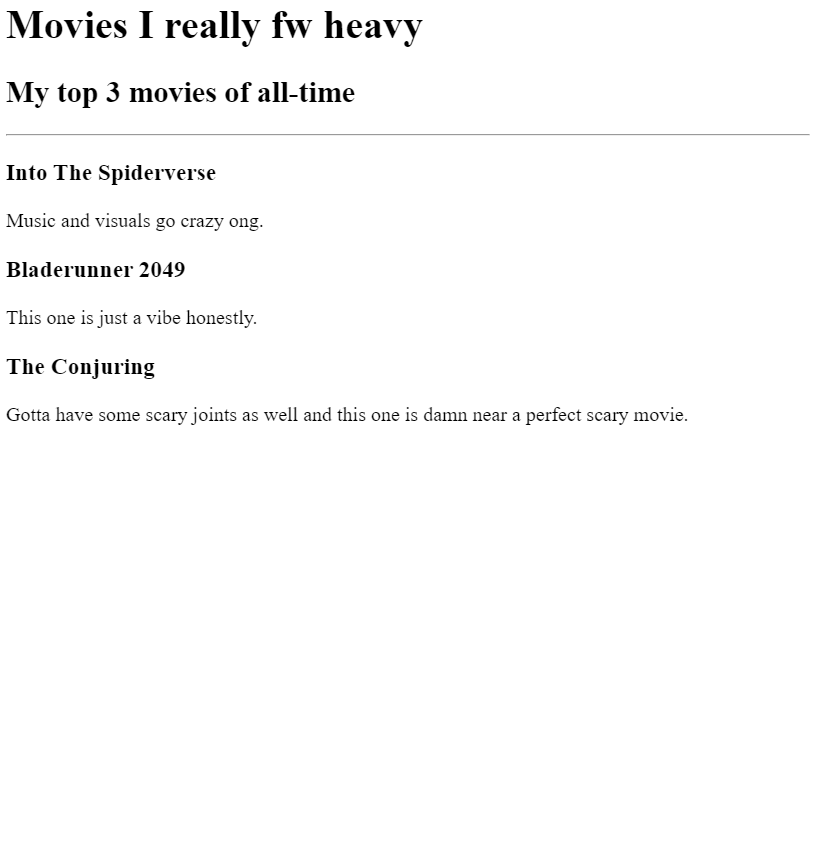 Movies I really fw heavy
My top 3 movies of all-time
Into The Spiderverse
Music and visuals go crazy ong.
Bladerunner 2049
This one is just a vibe honestly.
The Conjuring
Gotta have some scary joints as well and this one is damn near a perfect scary movie.